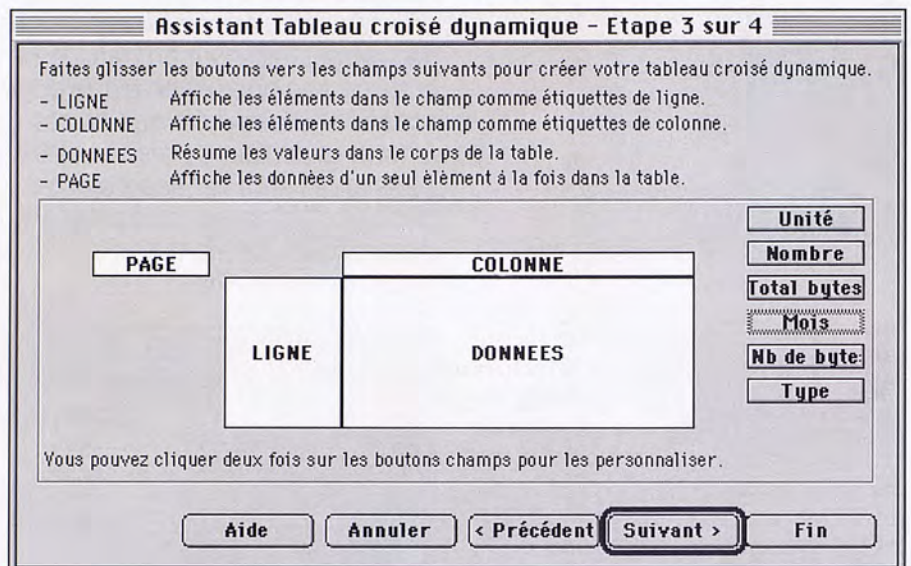 Assistant Tableau croisé dynamique - Etape 3 sur 4
Faites glisser les boutons vers les champs suivants pour créer votre tableau croisé dynamique.
- LIGNE Affiche les éléments dans le champ comme étiquettes de ligne.
- COLONNE Affiche les éléments dans le champ comme étiquettes de colonne.
- DONNEES Résume les valeurs dans le corps de la table.
- PAGE Affiche les données d'un seul élément à la fois dans la table.
Unité
PAGE COLONNE Nombre
Total bytes
Mois
LIGNE DONNEES Nb de byte
Type
Vous pouvez cliquer deux fois sur les boutons champs pour les personnaliser.
Aide Annuler < Précédent Suivant > Fin